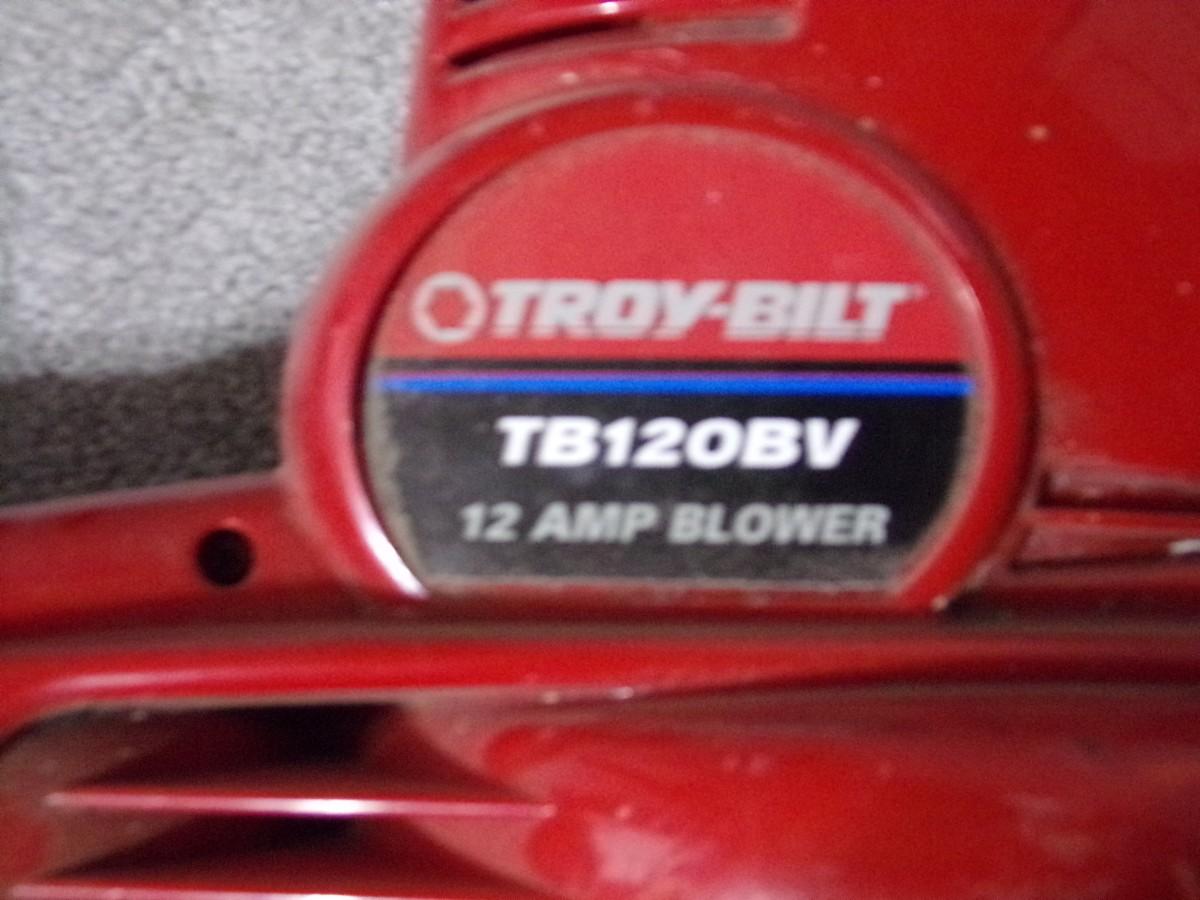 TROY-BILT
TB120BV
12 AMP BLOWER